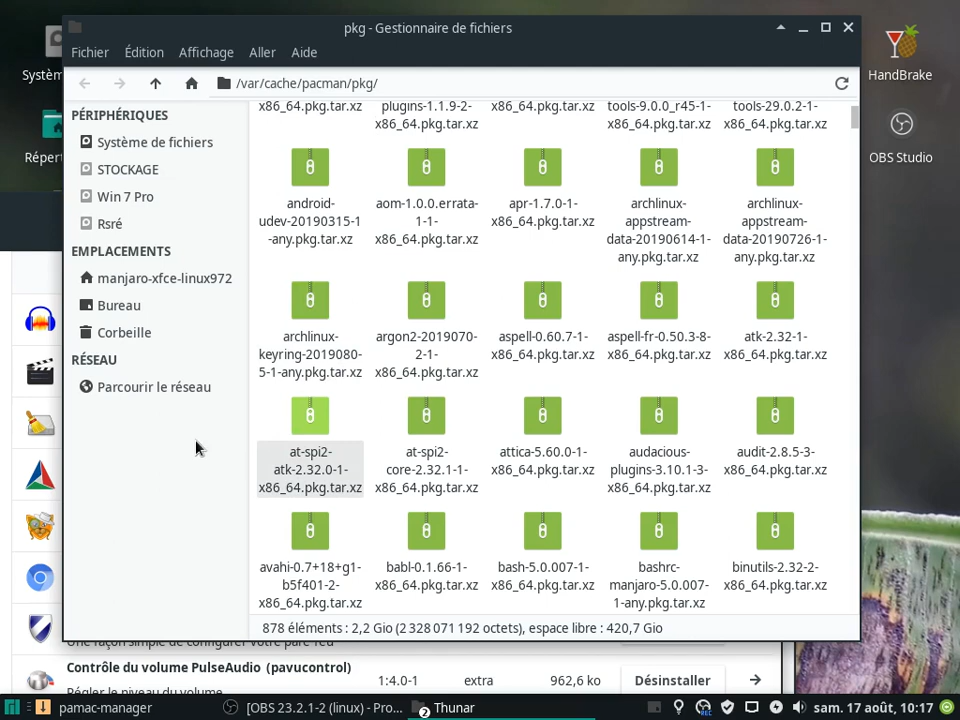 pkg - Gestionnaire de fichiers
Fichier Édition Affichage Aller Aide
/var/cache/pacman/pkg/
PÉRIPHÉRIQUES
Système de fichiers
STOCKAGE
Win 7 Pro
Rsré
EMPLACEMENTS
manjaro-xfce-linux972
Bureau
Corbeille
RÉSEAU
Parcourir le réseau
x86_64.pkg.tar.xz
plugins-1.1.9-2-
x86_64.pkg.tar.xz
x86_64.pkg.tar.xz
tools-9.0.0_r45-1-
x86_64.pkg.tar.xz
tools-29.0.2-1-
x86_64.pkg.tar.xz
android-
udev-20190315-1
-any.pkg.tar.xz
aom-1.0.0.errata-
1-1-
x86_64.pkg.tar.xz
apr-1.7.0-1-
x86_64.pkg.tar.xz
archlinux-
appstream-
data-20190614-1-
any.pkg.tar.xz
archlinux-
appstream-
data-20190726-1-
any.pkg.tar.xz
archlinux-
keyring-2019080-
5-1-any.pkg.tar.xz
argon2-2019070-
2-1-
x86_64.pkg.tar.xz
aspell-0.60.7-1-
x86_64.pkg.tar.xz
aspell-fr-0.50.3-8-
x86_64.pkg.tar.xz
atk-2.32-1-
x86_64.pkg.tar.xz
at-spi2-
atk-2.32.0-1-
x86_64.pkg.tar.xz
at-spi2-
core-2.32.1-1-
x86_64.pkg.tar.xz
attica-5.60.0-1-
x86_64.pkg.tar.xz
audacious-
plugins-3.10.1-3-
x86_64.pkg.tar.xz
audit-2.8.5-3-
x86_64.pkg.tar.xz
avahi-0.7+18+g1-
b5f401-2-
x86_64.pkg.tar.xz
babl-0.1.66-1-
x86_64.pkg.tar.xz
bash-5.0.007-1-
x86_64.pkg.tar.xz
bashrc-
manjaro-5.0.007-
1-any.pkg.tar.xz
binutils-2.32-2-
x86_64.pkg.tar.xz
878 éléments : 2,2 Gio (2 328 071 192 octets), espace libre : 420,7 Gio
Systèm
Répert
HandBrake
OBS Studio
Contrôle du volume PulseAudio (pavucontrol)
Régler le niveau du volume
1:4.0-1 extra 962,6 ko Désinstaller
pamac-manager [OBS 23.2.1-2 (linux) - Pro... 2 Thunar sam. 17 août, 10:17